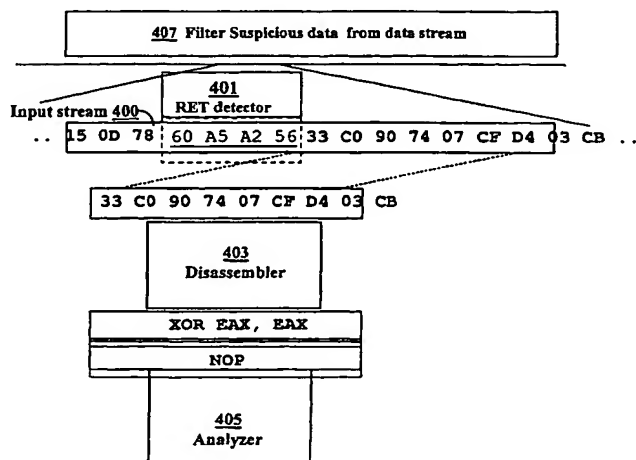 407 Filter Suspicious data from data stream
401
RET detector
Input stream 400
.. 15 0D 78 60 A5 A2 56 33 C0 90 74 07 CF D4 03 CB ..
33 C0 90 74 07 CF D4 03 CB
403
Disassembler
XOR EAX, EAX
NOP
405
Analyzer